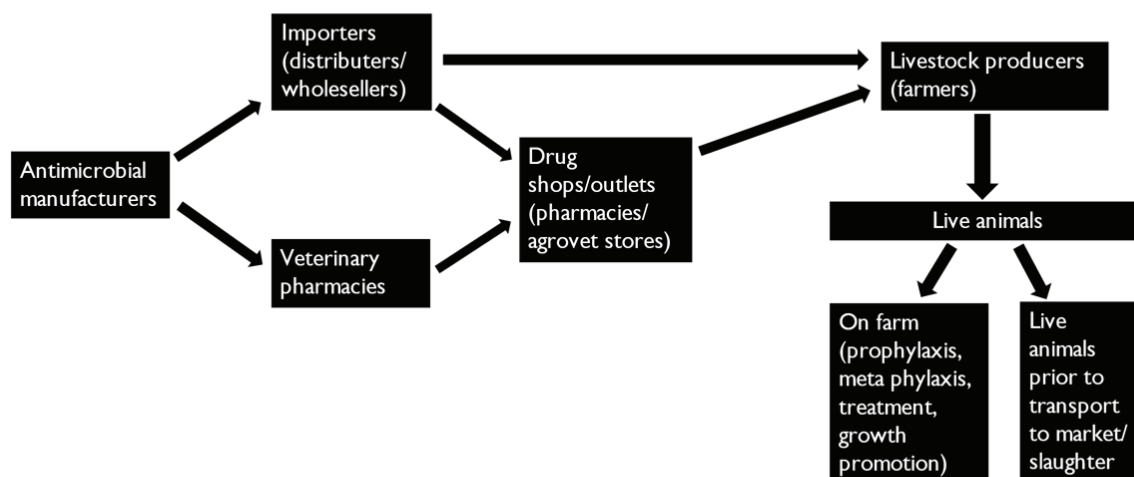 Importers
(distributers/
wholesellers)
Livestock producers
(farmers)
Antimicrobial
manufacturers
Drug
shops/outlets
(pharmacies/
agrovet stores)
Veterinary
pharmacies
Live animals
On farm
(prophylaxis,
meta phylaxis,
treatment,
growth
promotion)
Live
animals
prior to
transport
to market/
slaughter